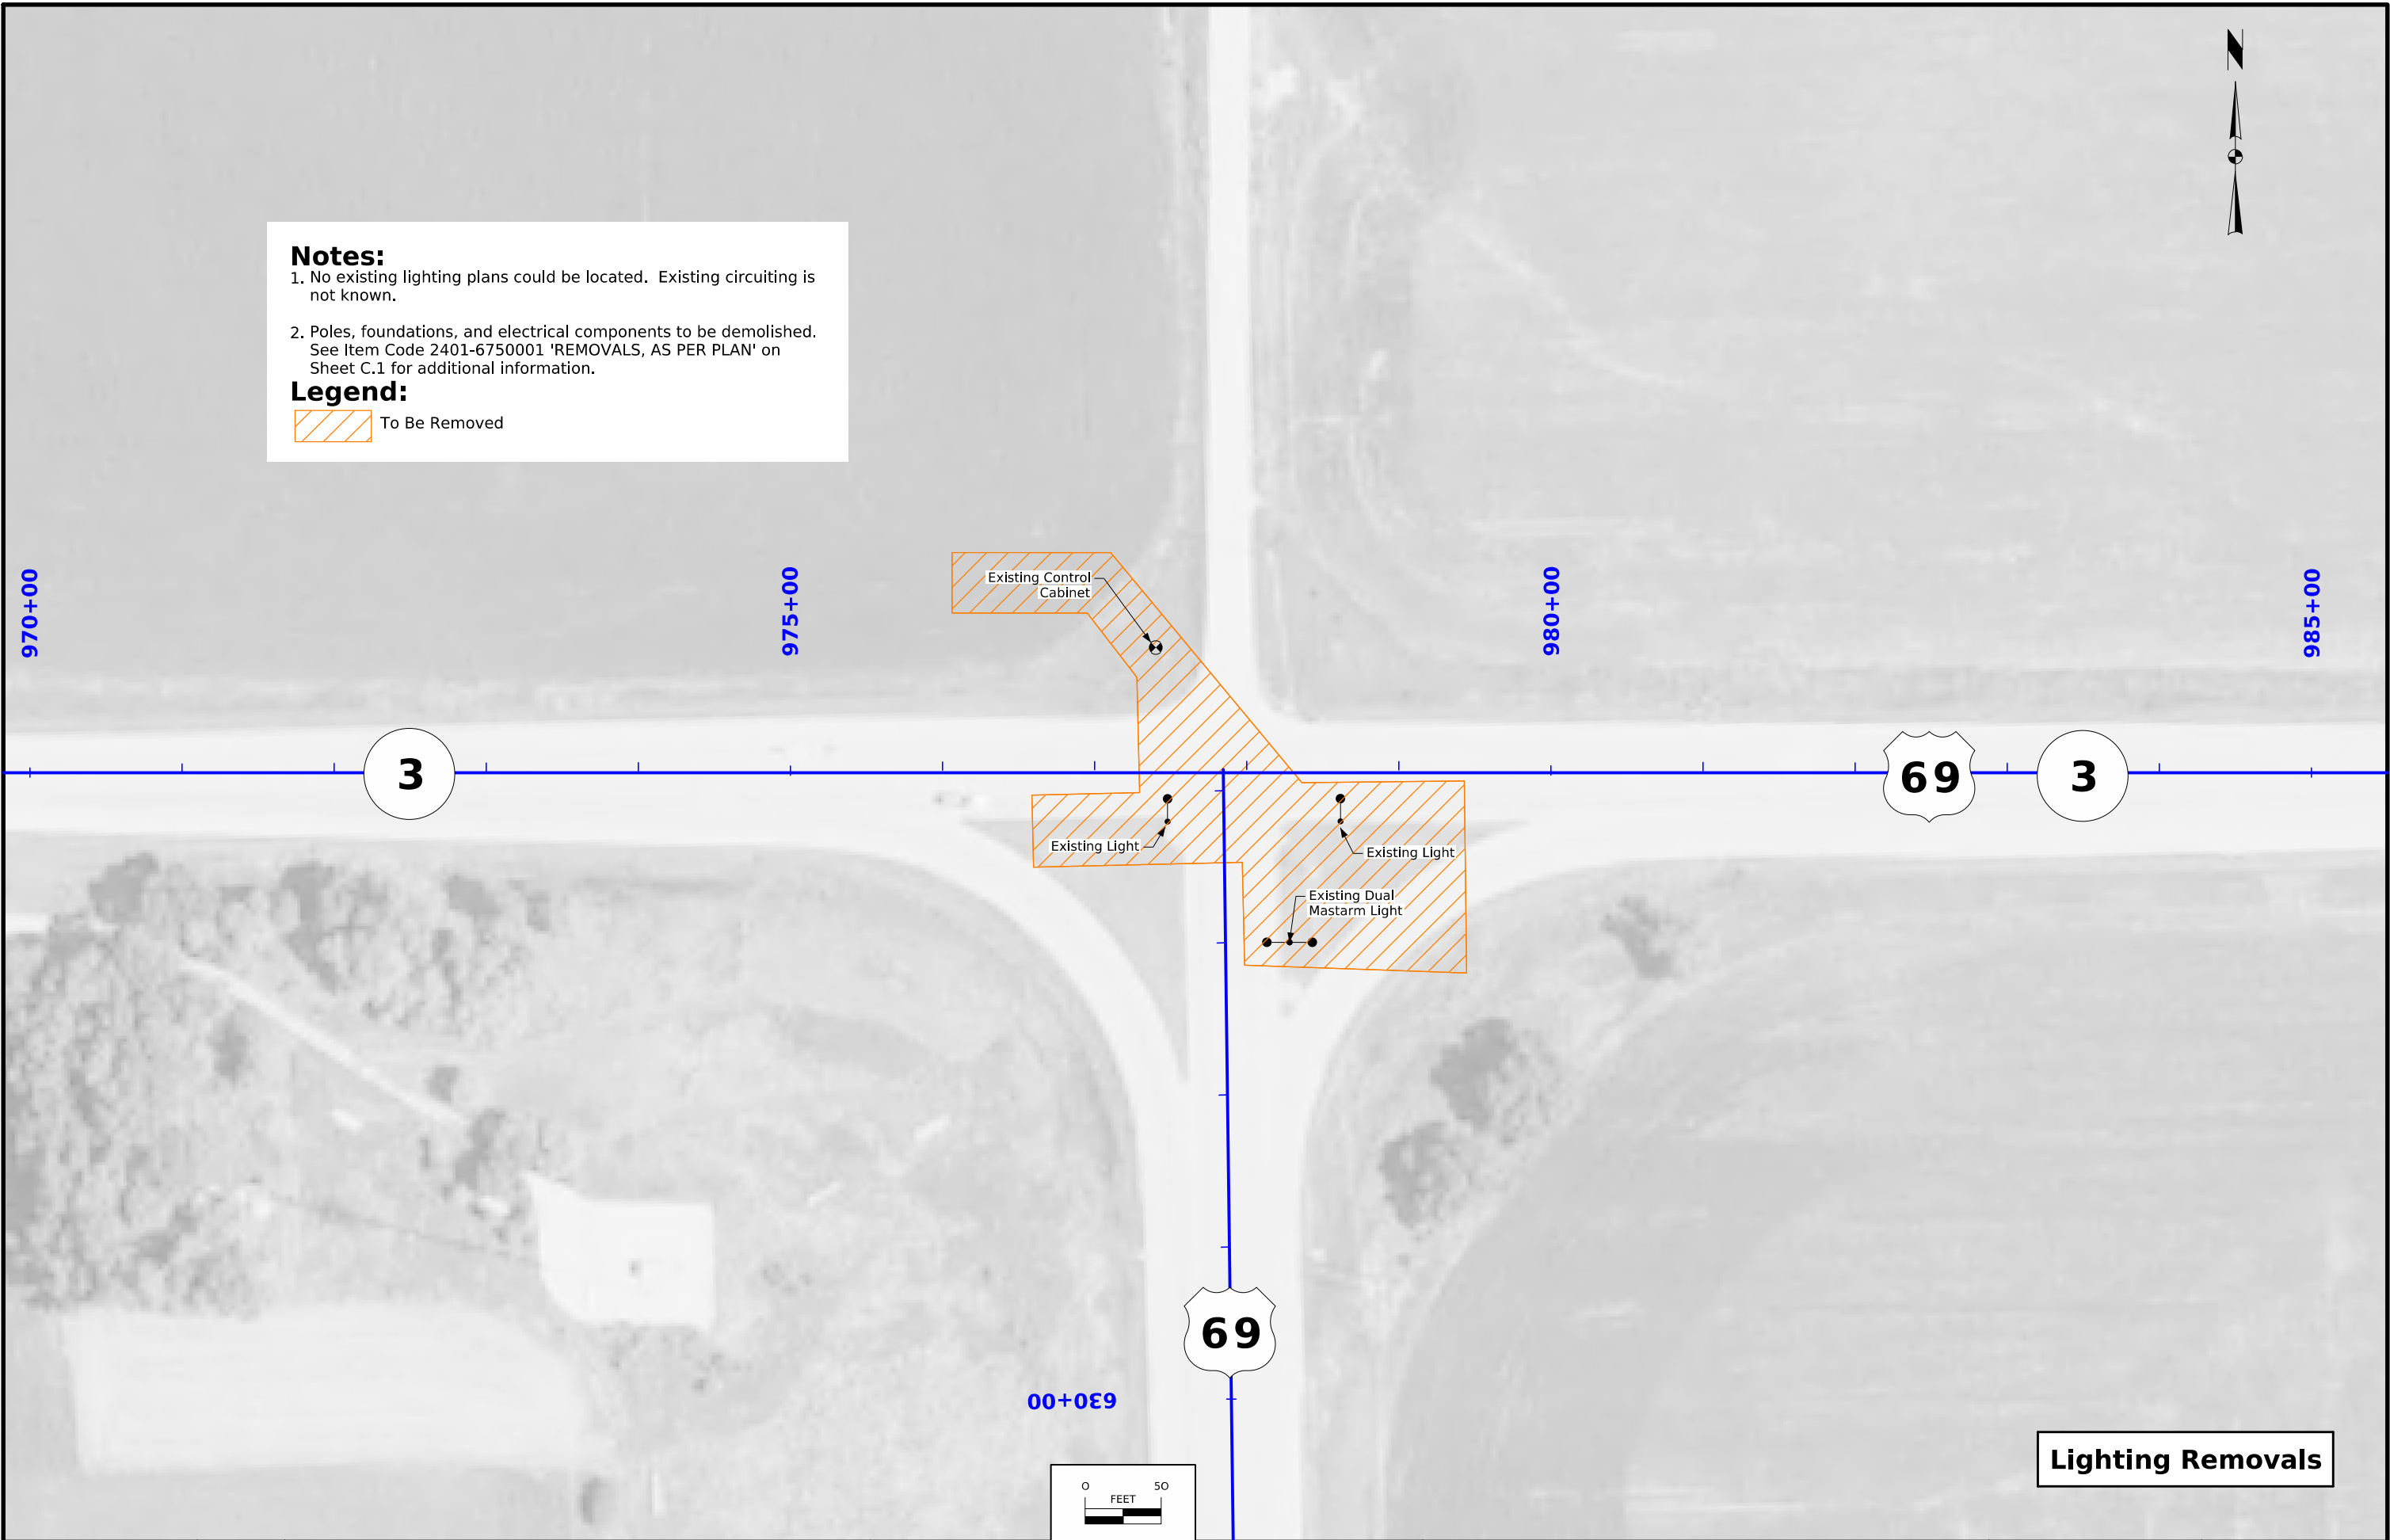 N
Notes:
1. No existing lighting plans could be located.  Existing circuiting is
not known.
2. Poles, foundations, and electrical components to be demolished.
See Item Code 2401-6750001 'REMOVALS, AS PER PLAN' on
Sheet C.1 for additional information.
Legend:
To Be Removed
970+00
975+00
980+00
985+00
Existing Control
Cabinet
3
69
3
Existing Light
Existing Light
Existing Dual
Mastarm Light
69
630+00
0 50
FEET
Lighting Removals